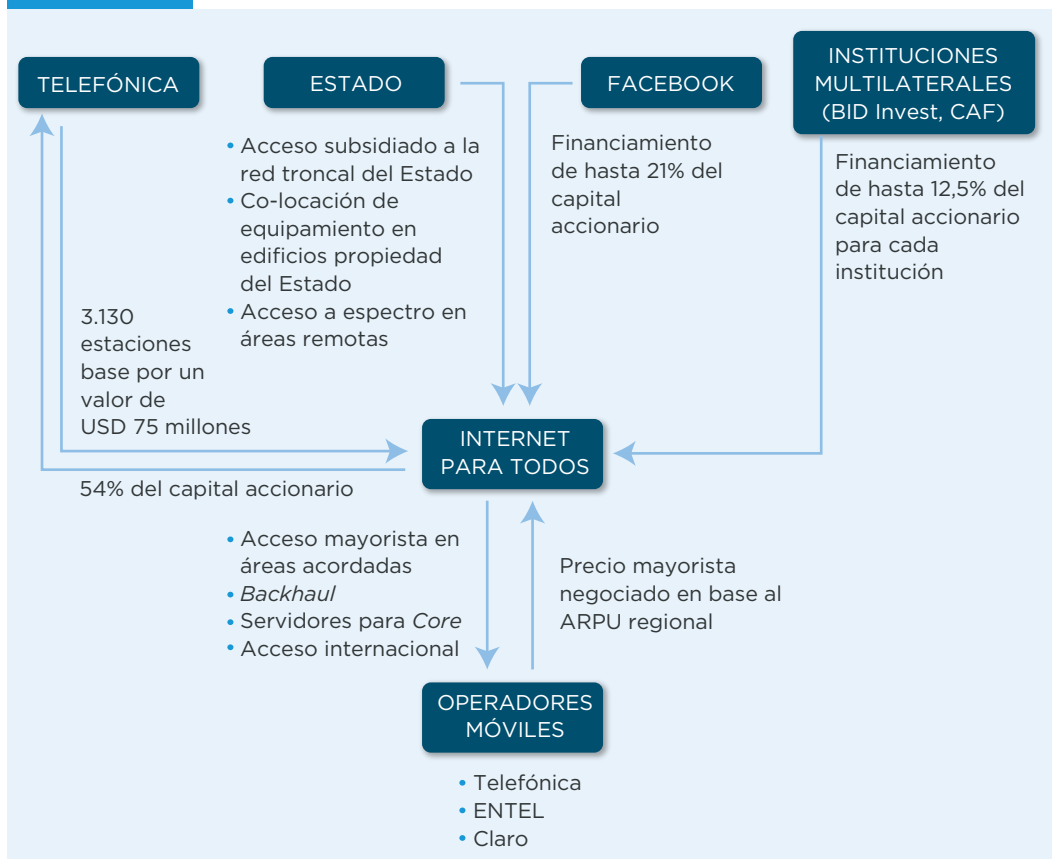 TELEFÓNICA
ESTADO
FACEBOOK
INSTITUCIONES
MULTILATERALES
(BID Invest, CAF)
• Acceso subsidiado a la
red troncal del Estado
• Co-locación de
equipamiento en
edificios propiedad
del Estado
• Acceso a espectro en
áreas remotas
Financiamiento
de hasta 21% del
capital
accionario
Financiamiento
de hasta 12,5% del
capital accionario
para cada
institución
3.130
estaciones
base por un
valor de
USD 75 millones
INTERNET
PARA TODOS
54% del capital accionario
• Acceso mayorista en
áreas acordadas
• Backhaul
• Servidores para Core
• Acceso internacional
Precio mayorista
negociado en base al
ARPU regional
OPERADORES
MÓVILES
• Telefónica
• ENTEL
• Claro